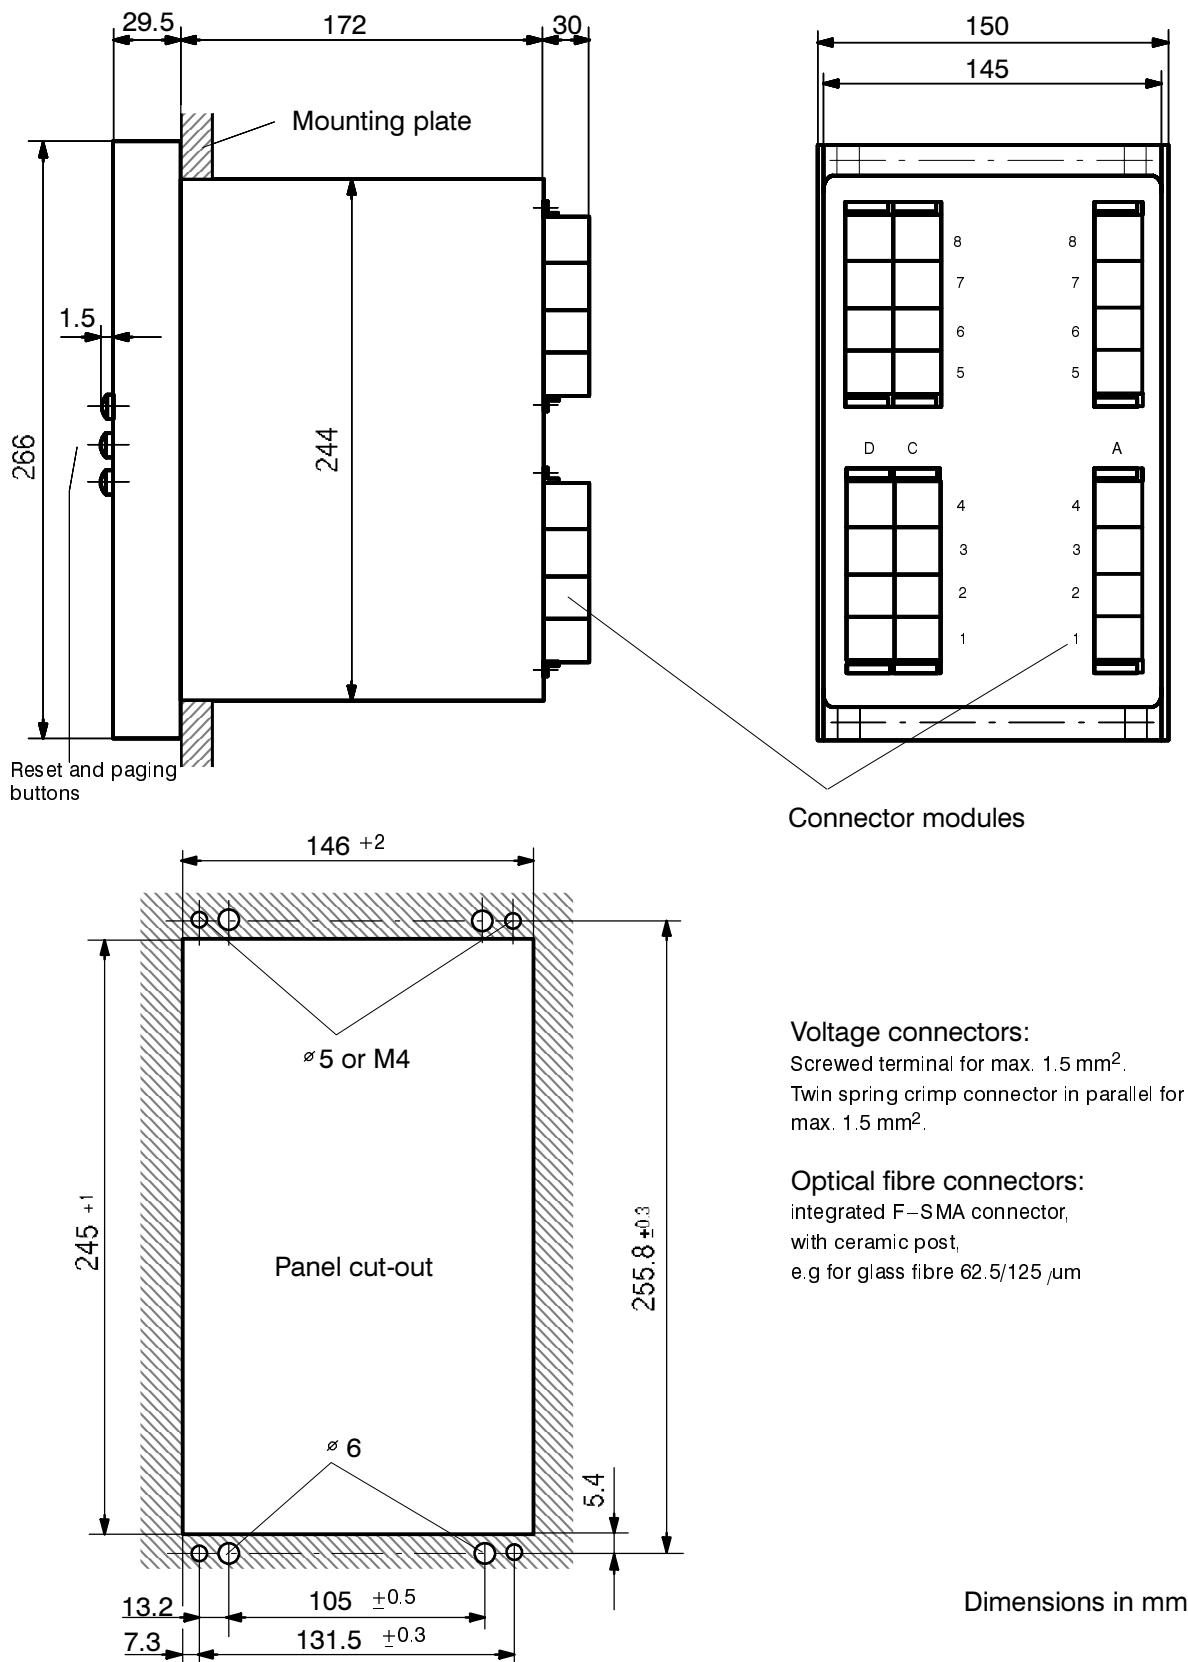 29.5 172 30
150
145
Mounting plate
1.5
266
244
8 8
7 7
6 6
5 5
D C A
4 4
3 3
2 2
1 1
Reset and paging
buttons
Connector modules
146 +2
⌀ 5 or M4
245 +1
Panel cut-out
255.8 ±0.3
⌀ 6
5.4
13.2 105 ±0.5
7.3 131.5 ±0.3
Voltage connectors:
Screwed terminal for max. 1.5 mm².
Twin spring crimp connector in parallel for
max. 1.5 mm².
Optical fibre connectors:
integrated F–SMA connector,
with ceramic post,
e.g for glass fibre 62.5/125 /um
Dimensions in mm